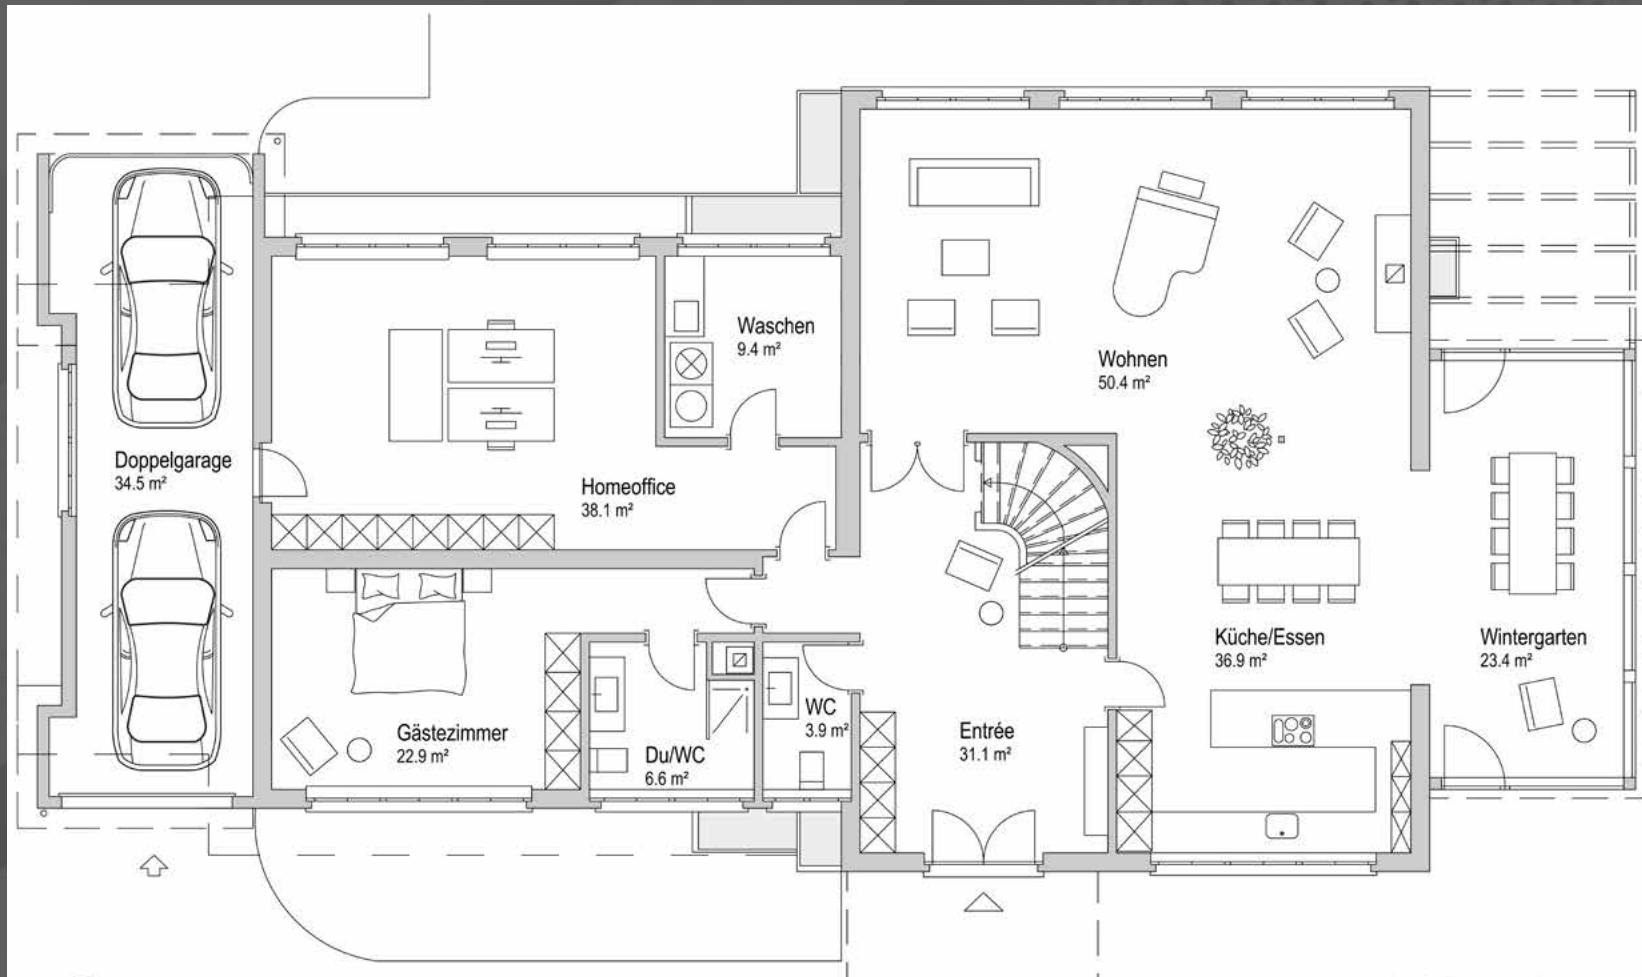 Waschen
9.4 m²
Wohnen
50.4 m²
Doppelgarage
34.5 m²
Homeoffice
38.1 m²
Küche/Essen
36.9 m²
Wintergarten
23.4 m²
Gästezimmer
22.9 m²
Du/WC
6.6 m²
WC
3.9 m²
Entrée
31.1 m²